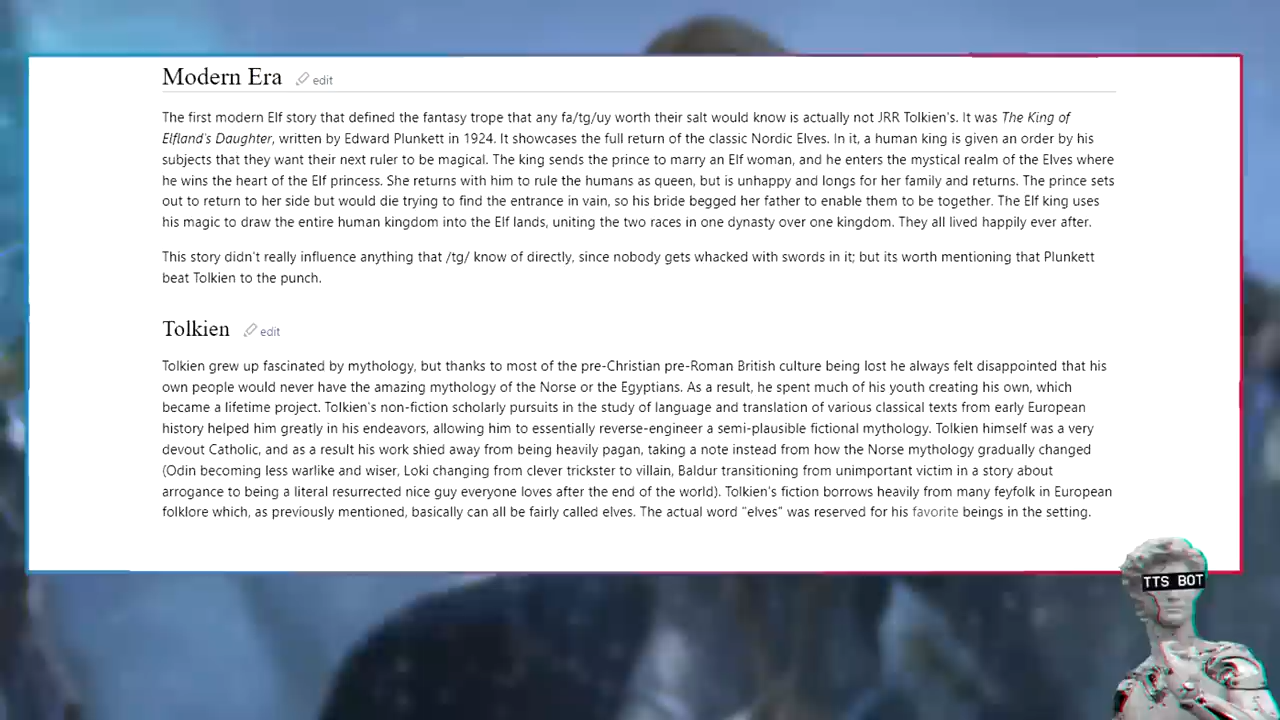 Modern Era edit
The first modern Elf story that defined the fantasy trope that any fa/tg/uy worth their salt would know is actually not JRR Tolkien's. It was The King of
Elfland's Daughter, written by Edward Plunkett in 1924. It showcases the full return of the classic Nordic Elves. In it, a human king is given an order by his
subjects that they want their next ruler to be magical. The king sends the prince to marry an Elf woman, and he enters the mystical realm of the Elves where
he wins the heart of the Elf princess. She returns with him to rule the humans as queen, but is unhappy and longs for her family and returns. The prince sets
out to return to her side but would die trying to find the entrance in vain, so his bride begged her father to enable them to be together. The Elf king uses
his magic to draw the entire human kingdom into the Elf lands, uniting the two races in one dynasty over one kingdom. They all lived happily ever after.
This story didn't really influence anything that /tg/ know of directly, since nobody gets whacked with swords in it; but its worth mentioning that Plunkett
beat Tolkien to the punch.
Tolkien edit
Tolkien grew up fascinated by mythology, but thanks to most of the pre-Christian pre-Roman British culture being lost he always felt disappointed that his
own people would never have the amazing mythology of the Norse or the Egyptians. As a result, he spent much of his youth creating his own, which
became a lifetime project. Tolkien`s non-fiction scholarly pursuits in the study of language and translation of various classical texts from early European
history helped him greatly in his endeavors, allowing him to essentially reverse-engineer a semi-plausible fictional mythology. Tolkien himself was a very
devout Catholic, and as a result his work shied away from being heavily pagan, taking a note instead from how the Norse mythology gradually changed
(Odin becoming less warlike and wiser, Loki changing from clever trickster to villain, Baldur transitioning from unimportant victim in a story about
arrogance to being a literal resurrected nice guy everyone loves after the end of the world). Tolkien's fiction borrows heavily from many feyfolk in European
folklore which, as previously mentioned, basically can all be fairly called elves. The actual word "elves" was reserved for his favorite beings in the setting.
TTS BOT